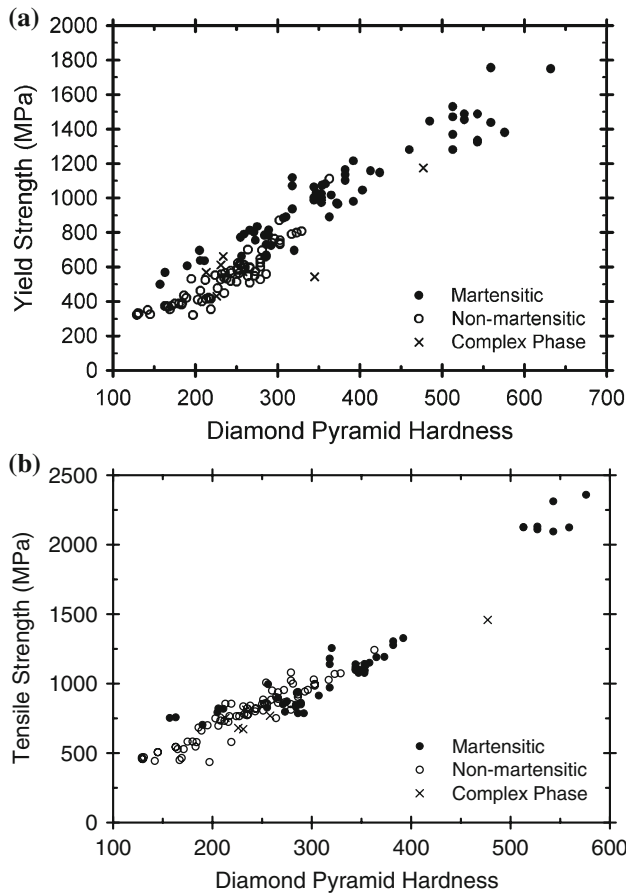 (a)
2000
1800
1600
1400
1200
1000
800
600
400
200
0
Yield Strength (MPa)
Martensitic
Non-martensitic
Complex Phase
100 200 300 400 500 600 700
Diamond Pyramid Hardness
(b)
2500
2000
1500
1000
500
0
Tensile Strength (MPa)
Martensitic
Non-martensitic
Complex Phase
100 200 300 400 500 600
Diamond Pyramid Hardness